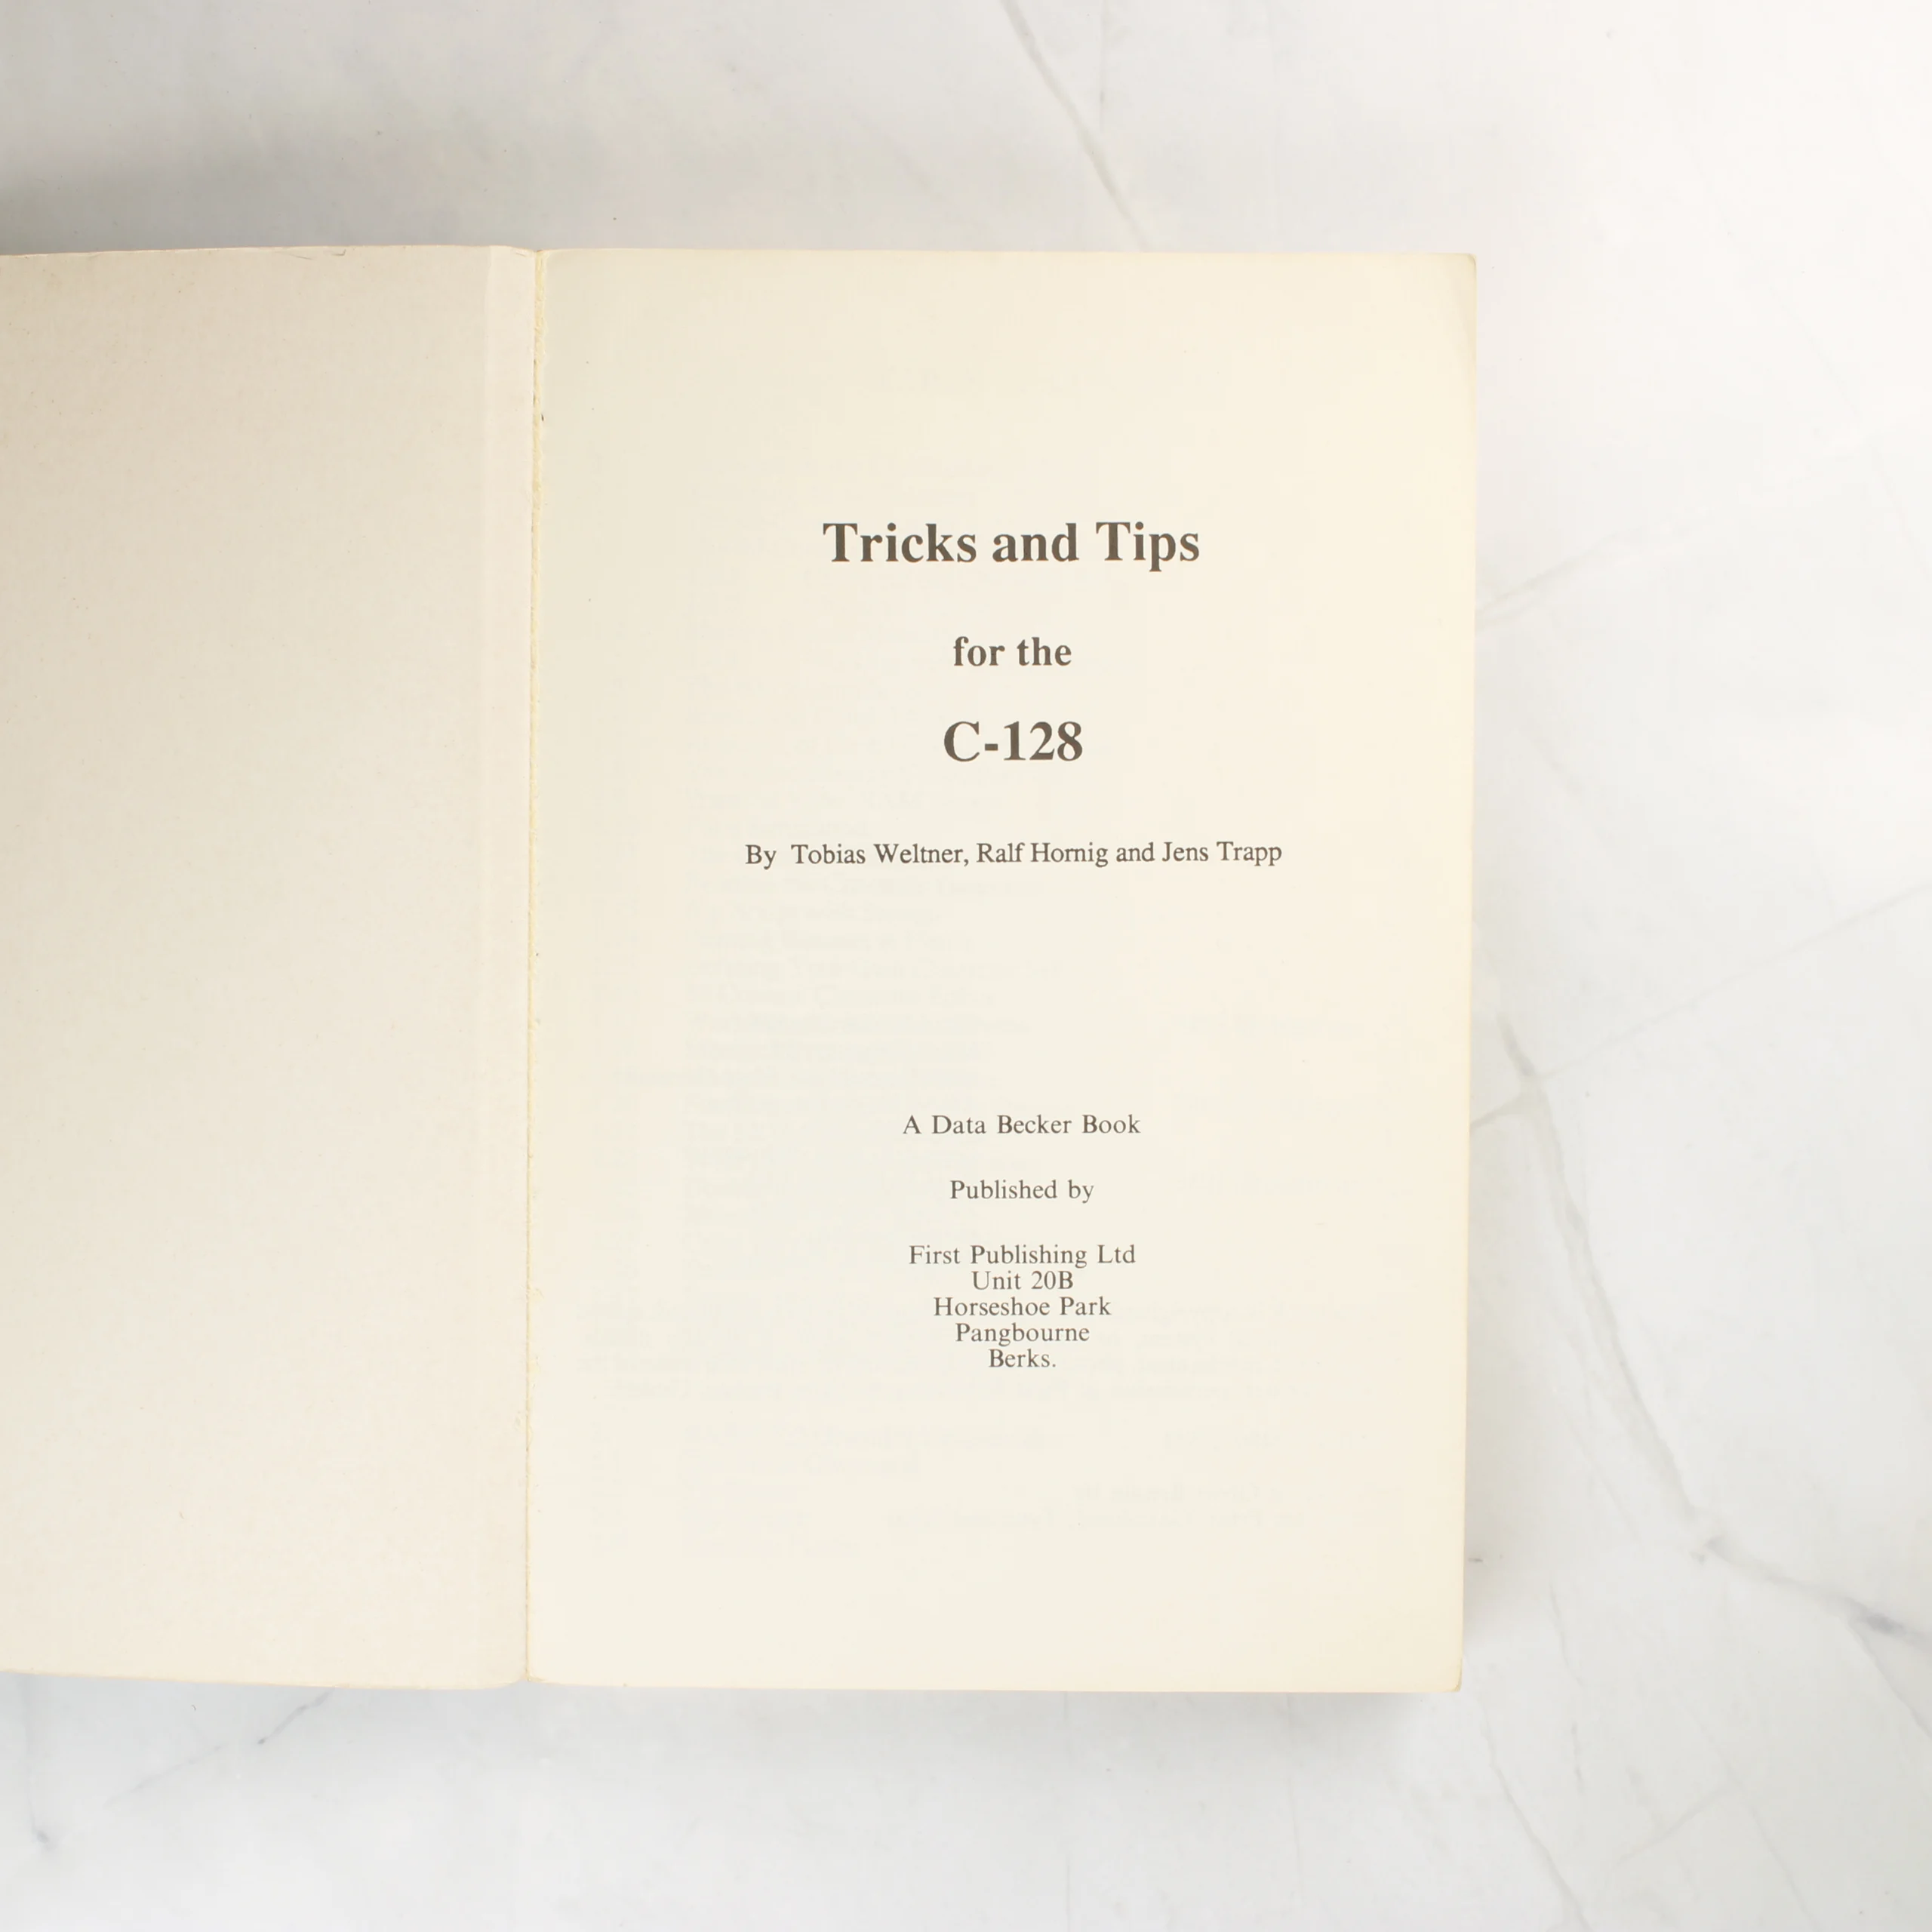 Tricks and Tips
for the
C-128
By Tobias Weltner, Ralf Hornig and Jens Trapp
A Data Becker Book
Published by
First Publishing Ltd
Unit 20B
Horseshoe Park
Pangbourne
Berks.